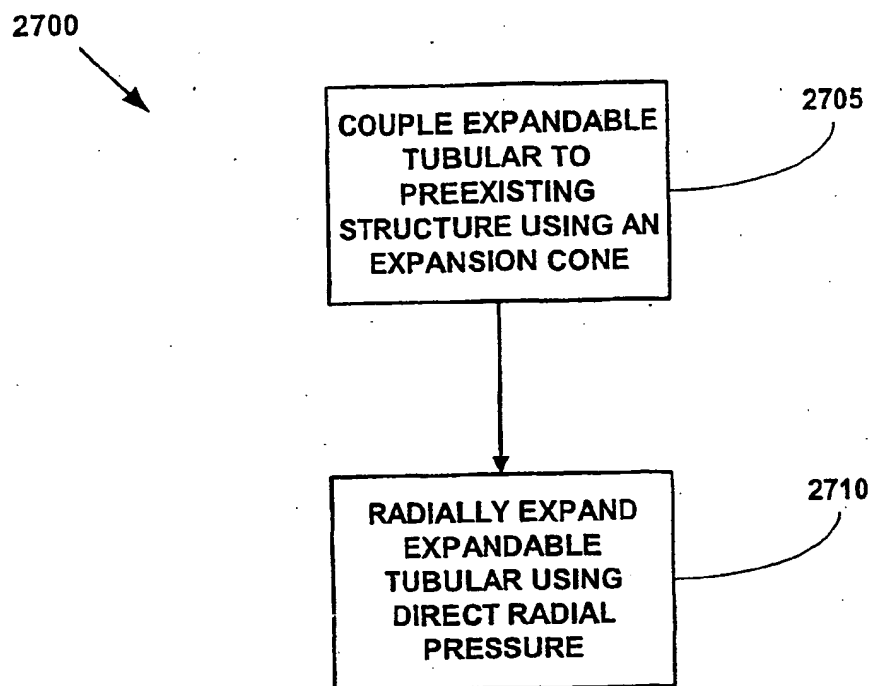 2700
2705
COUPLE EXPANDABLE
TUBULAR TO
PREEXISTING
STRUCTURE USING AN
EXPANSION CONE
2710
RADIALLY EXPAND
EXPANDABLE
TUBULAR USING
DIRECT RADIAL
PRESSURE